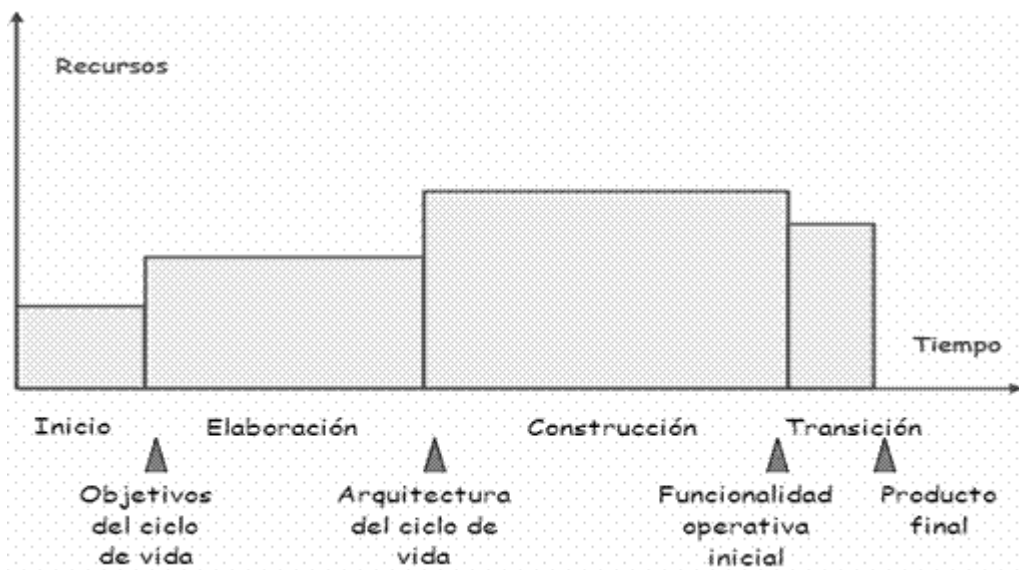 Recursos
Tiempo
Inicio Elaboración Construcción Transición
Objetivos Arquitectura Funcionalidad Producto
del ciclo del ciclo de operativa final
de vida vida inicial